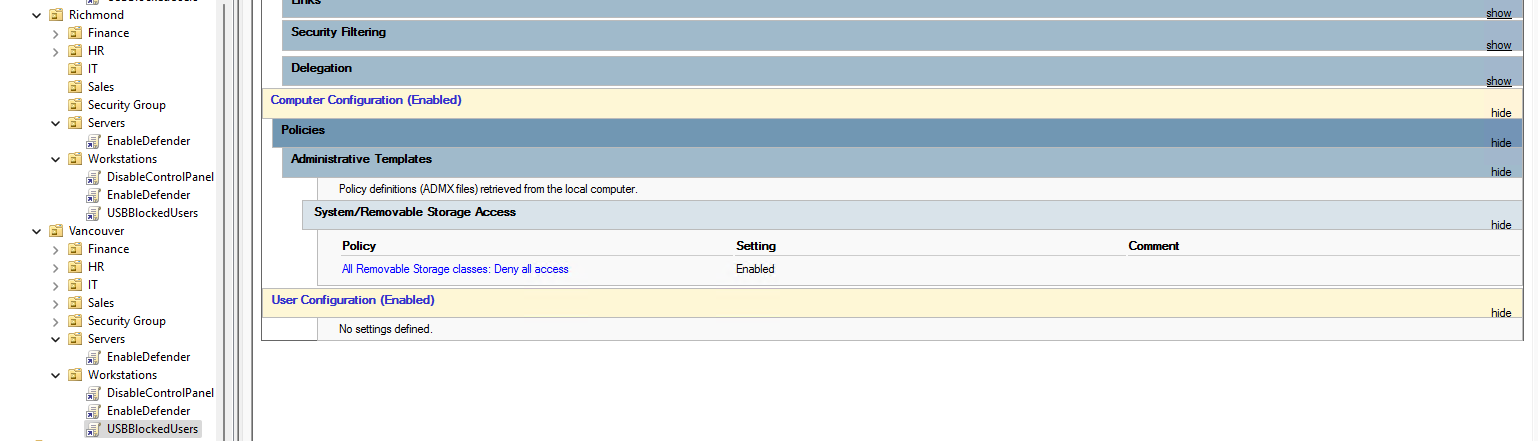 Richmond
Finance
HR
IT
Sales
Security Group
Servers
EnableDefender
Workstations
DisableControlPanel
EnableDefender
USBBlockedUsers
Vancouver
Finance
HR
IT
Sales
Security Group
Servers
EnableDefender
Workstations
DisableControlPanel
EnableDefender
USBBlockedUsers
Links show
Security Filtering show
Delegation show
Computer Configuration (Enabled) hide
Policies hide
Administrative Templates hide
Policy definitions (ADMX files) retrieved from the local computer.
System/Removable Storage Access hide
Policy Setting Comment
All Removable Storage classes: Deny all access Enabled
User Configuration (Enabled) hide
No settings defined.